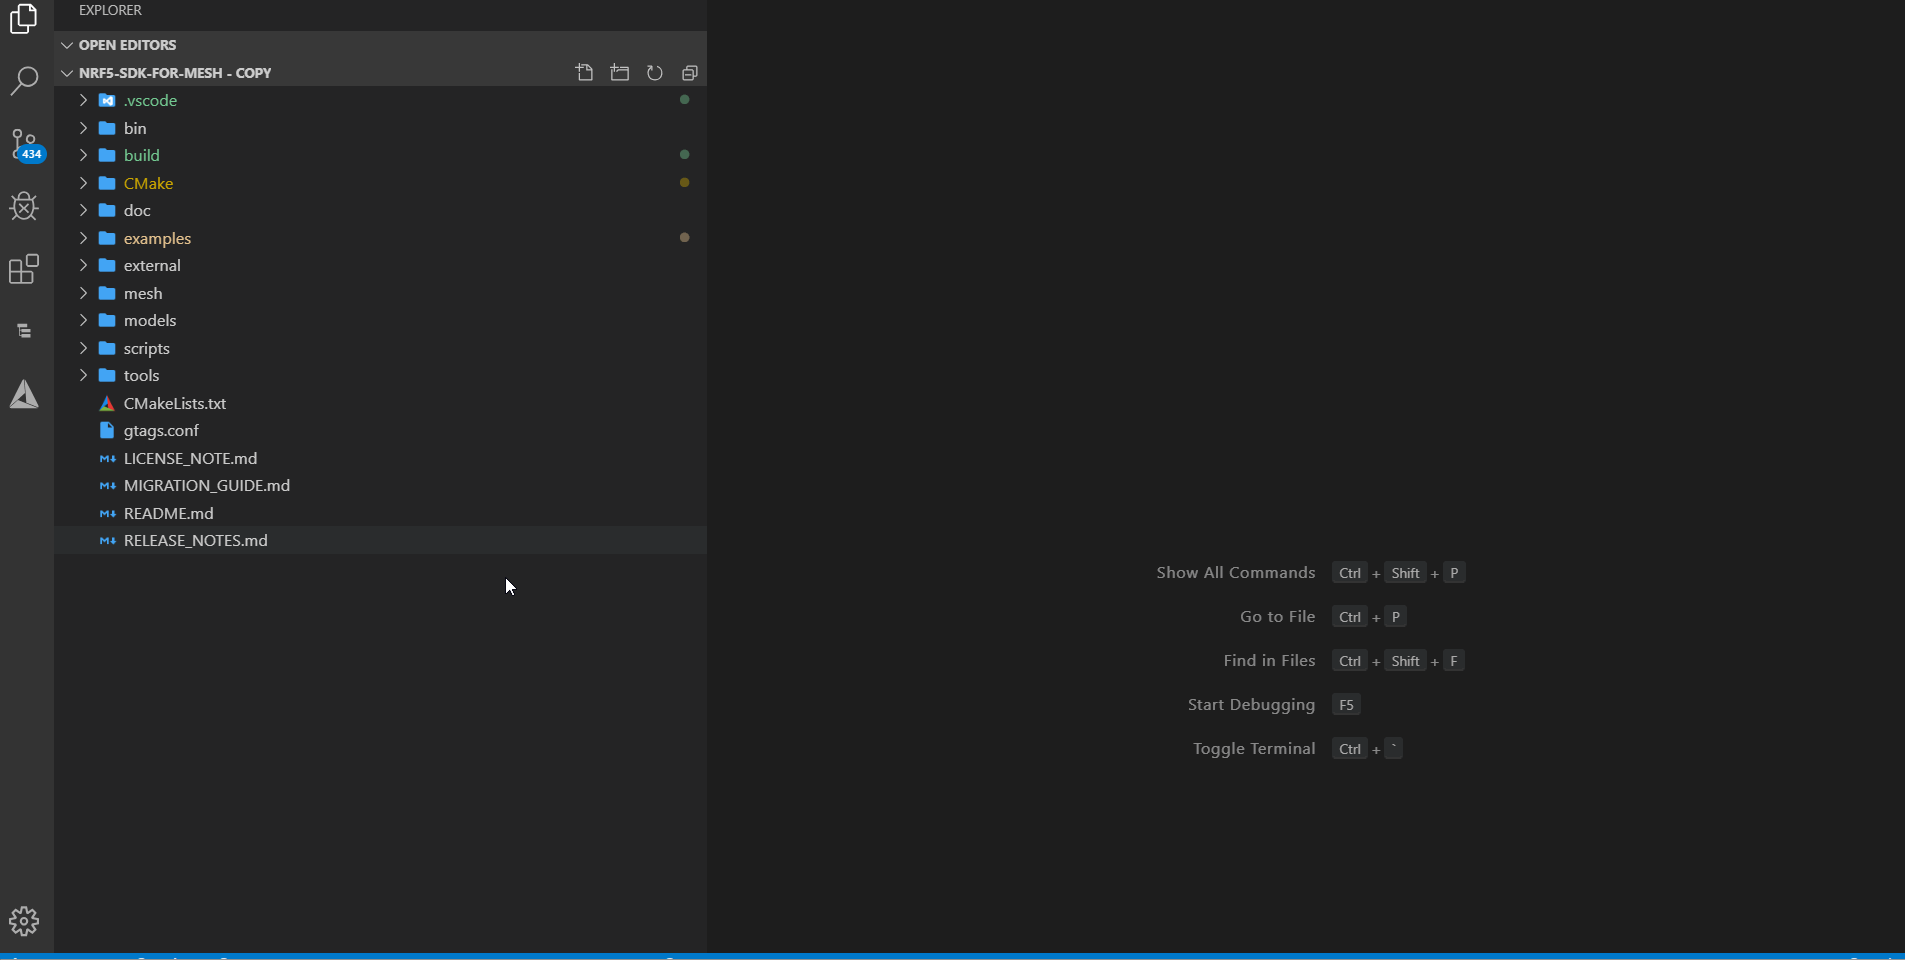 EXPLORER
OPEN EDITORS
NRF5-SDK-FOR-MESH - COPY
.vscode
bin
build
CMake
doc
examples
external
mesh
models
scripts
tools
CMakeLists.txt
gtags.conf
LICENSE_NOTE.md
MIGRATION_GUIDE.md
README.md
RELEASE_NOTES.md
434
Show All Commands Ctrl + Shift + P
Go to File Ctrl + P
Find in Files Ctrl + Shift + F
Start Debugging F5
Toggle Terminal Ctrl + `